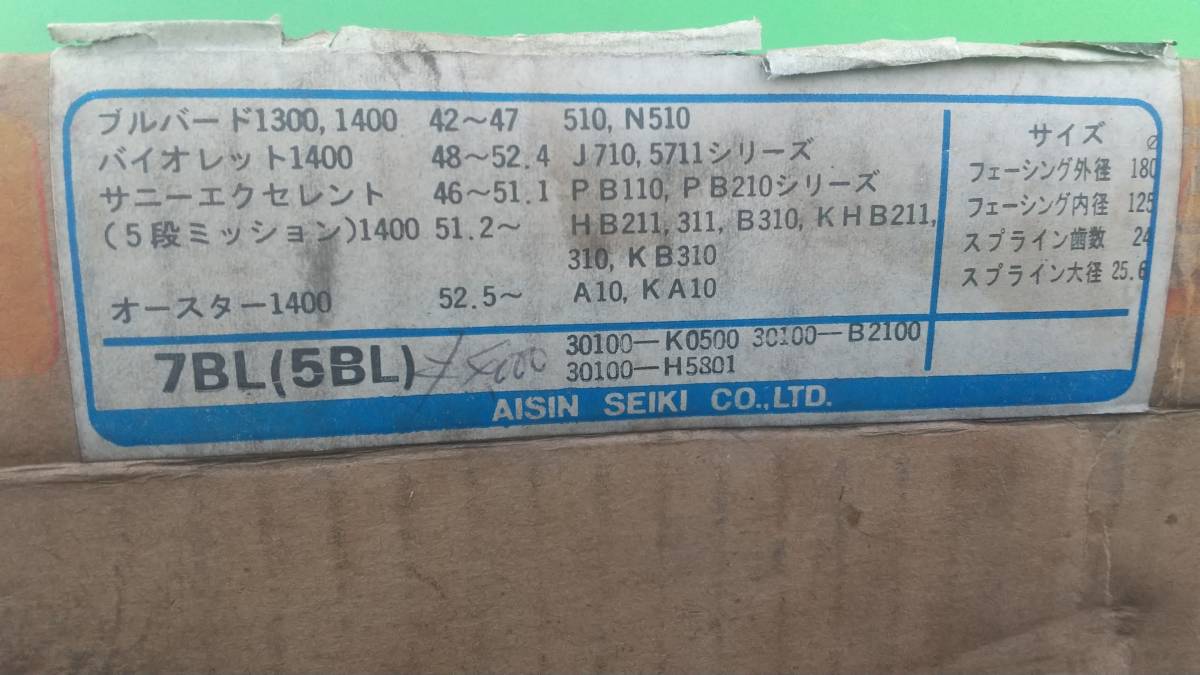 ブルバード1300, 1400 42～47 510, N510
バイオレット1400 48～52.4 J710, 5711シリーズ
サニーエクセレント 46～51.1 PB110, PB210シリーズ
(5段ミッション)1400 51.2～ HB211, 311, B310, KHB211,
310, KB310
オースター1400 52.5～ A10, KA10
サイズ ø
フェーシング外径 180
フェーシング内径 125
スプライン歯数 24
スプライン大径 25.6
7BL(5BL) 30100—K0500 30100—B2100
30100—H5801
AISIN SEIKI CO.,LTD.